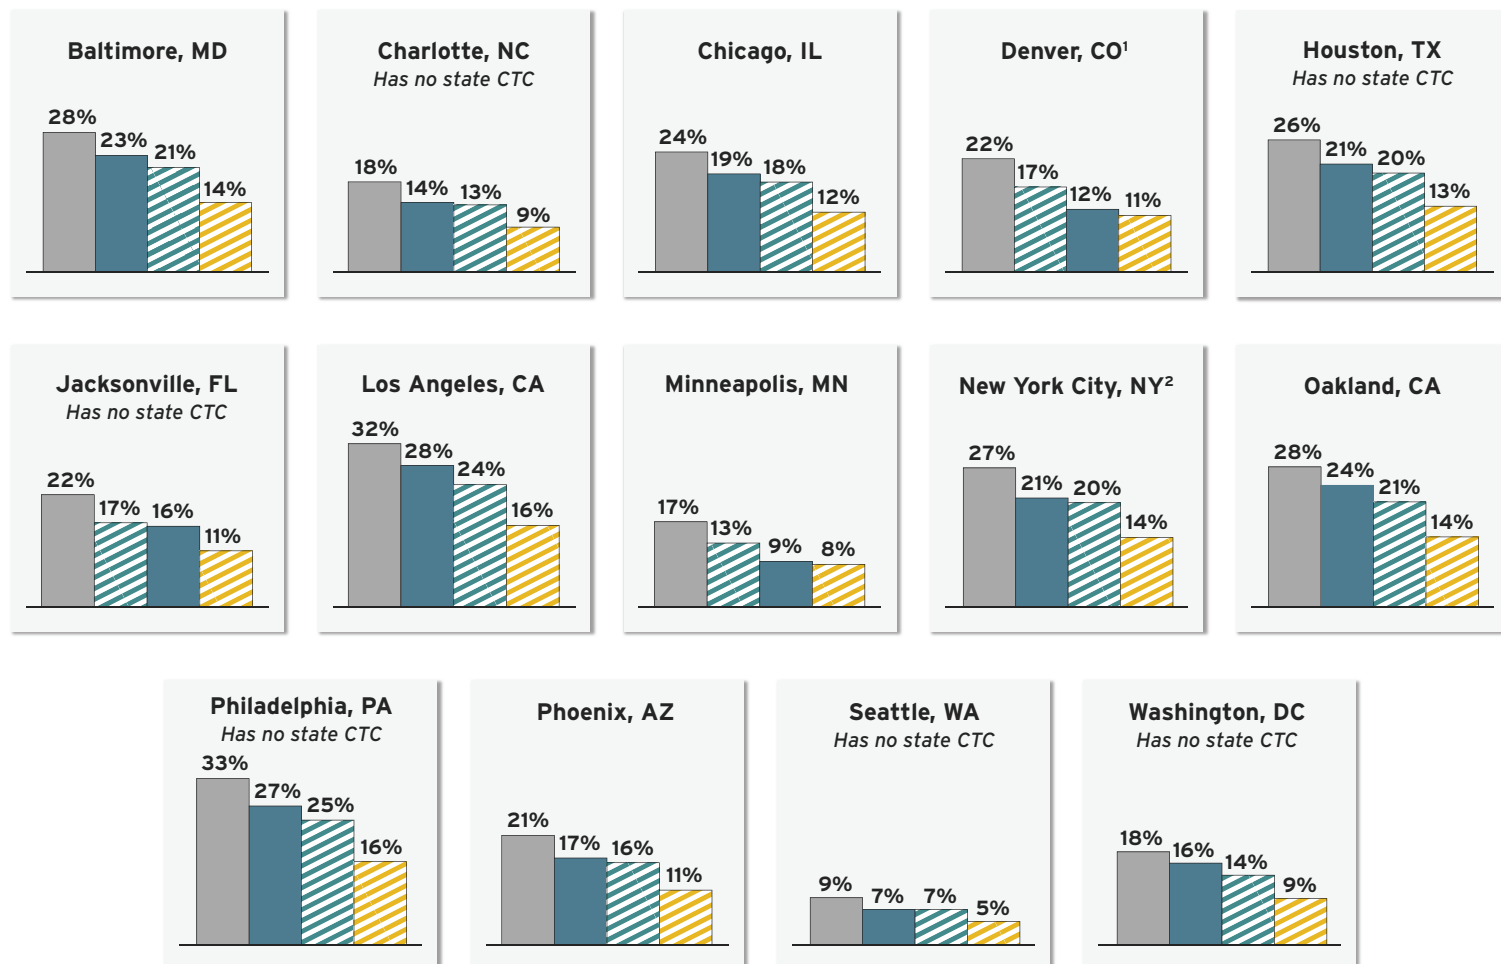 Baltimore, MD
28%
23%
21%
14%
Charlotte, NC
Has no state CTC
18%
14%
13%
9%
Chicago, IL
24%
19%
18%
12%
Denver, CO¹
22%
17%
12%
11%
Houston, TX
Has no state CTC
26%
21%
20%
13%
Jacksonville, FL
Has no state CTC
22%
17%
16%
11%
Los Angeles, CA
32%
28%
24%
16%
Minneapolis, MN
17%
13%
9%
8%
New York City, NY²
27%
21%
20%
14%
Oakland, CA
28%
24%
21%
14%
Philadelphia, PA
Has no state CTC
33%
27%
25%
16%
Phoenix, AZ
21%
17%
16%
11%
Seattle, WA
Has no state CTC
9%
7%
7%
5%
Washington, DC
Has no state CTC
18%
16%
14%
9%